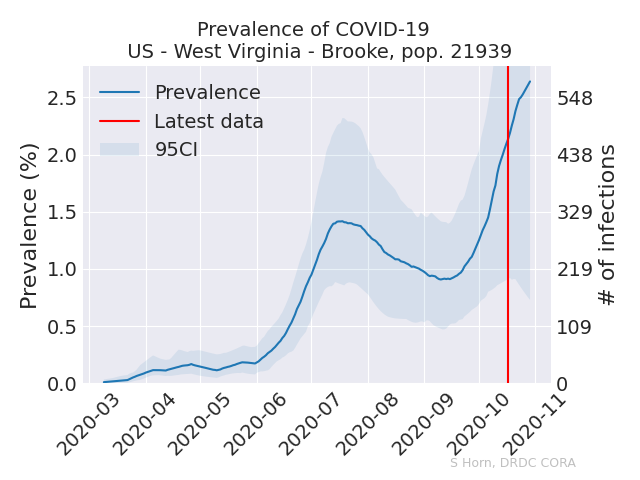 Prevalence of COVID-19
US - West Virginia - Brooke, pop. 21939
Prevalence
Latest data
95CI
Prevalence (%)
2.5
2.0
1.5
1.0
0.5
0.0
548
438
329
219
109
0
# of infections
2020-03
2020-04
2020-05
2020-06
2020-07
2020-08
2020-09
2020-10
2020-11
S Horn, DRDC CORA